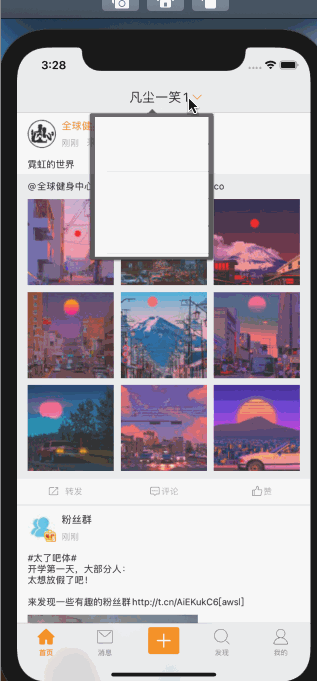 3:28
凡尘一笑1
全球健
刚刚
霓虹的世界
@全球健身中心
co
转发
评论
赞
粉丝群
刚刚
#太了吧体#
开学第一天，大部分人：
太想放假了吧！
来发现一些有趣的粉丝群http://t.cn/AiEKukC6[awsl]
首页
消息
发现
我的